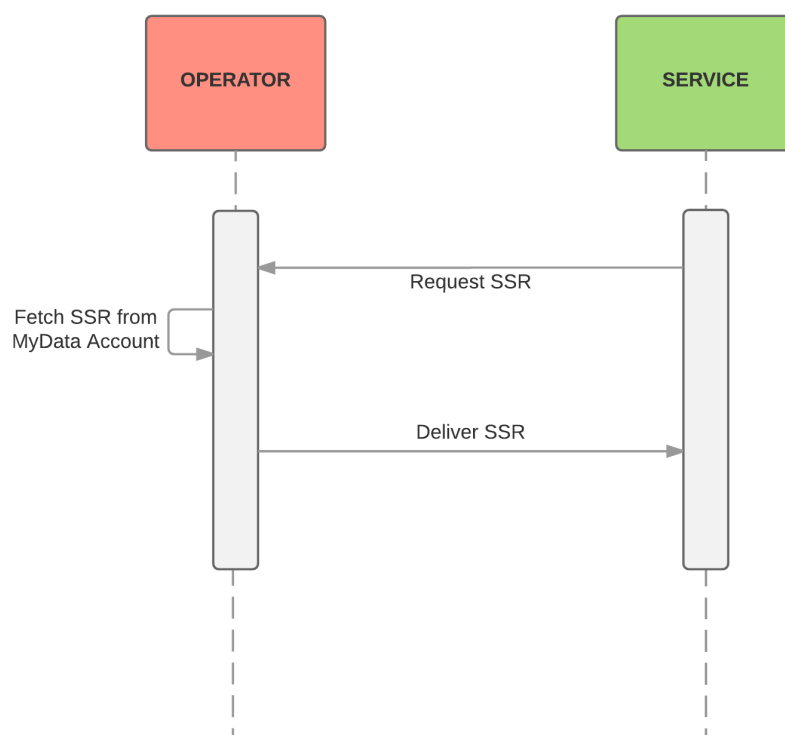 OPERATOR
SERVICE
Request SSR
Fetch SSR from
MyData Account
Deliver SSR